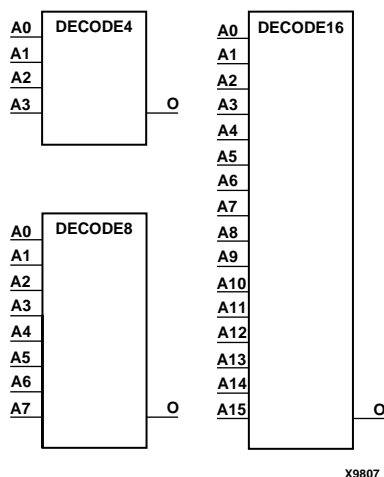 DECODE4
A0
A1
A2
A3
O
DECODE8
A0
A1
A2
A3
A4
A5
A6
A7
O
DECODE16
A0
A1
A2
A3
A4
A5
A6
A7
A8
A9
A10
A11
A12
A13
A14
A15
O
X9807